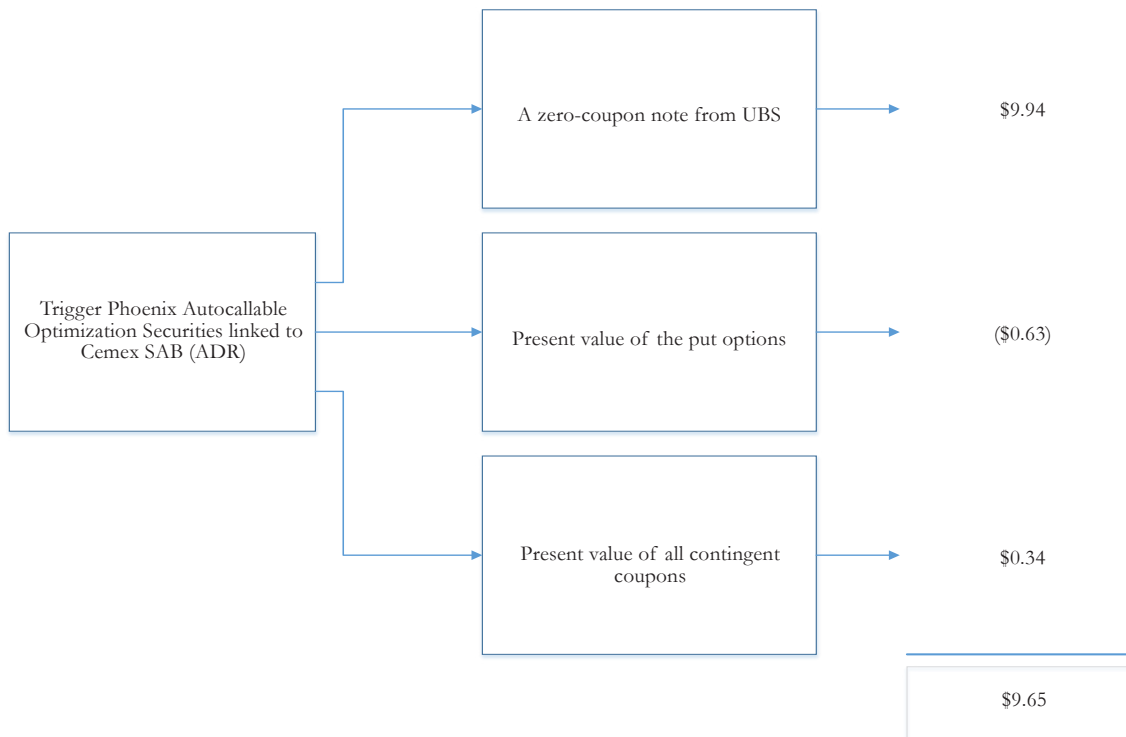 A zero-coupon note from UBS
$9.94
Trigger Phoenix Autocallable
Optimization Securities linked to
Cemex SAB (ADR)
Present value of the put options
($0.63)
Present value of all contingent
coupons
$0.34
$9.65